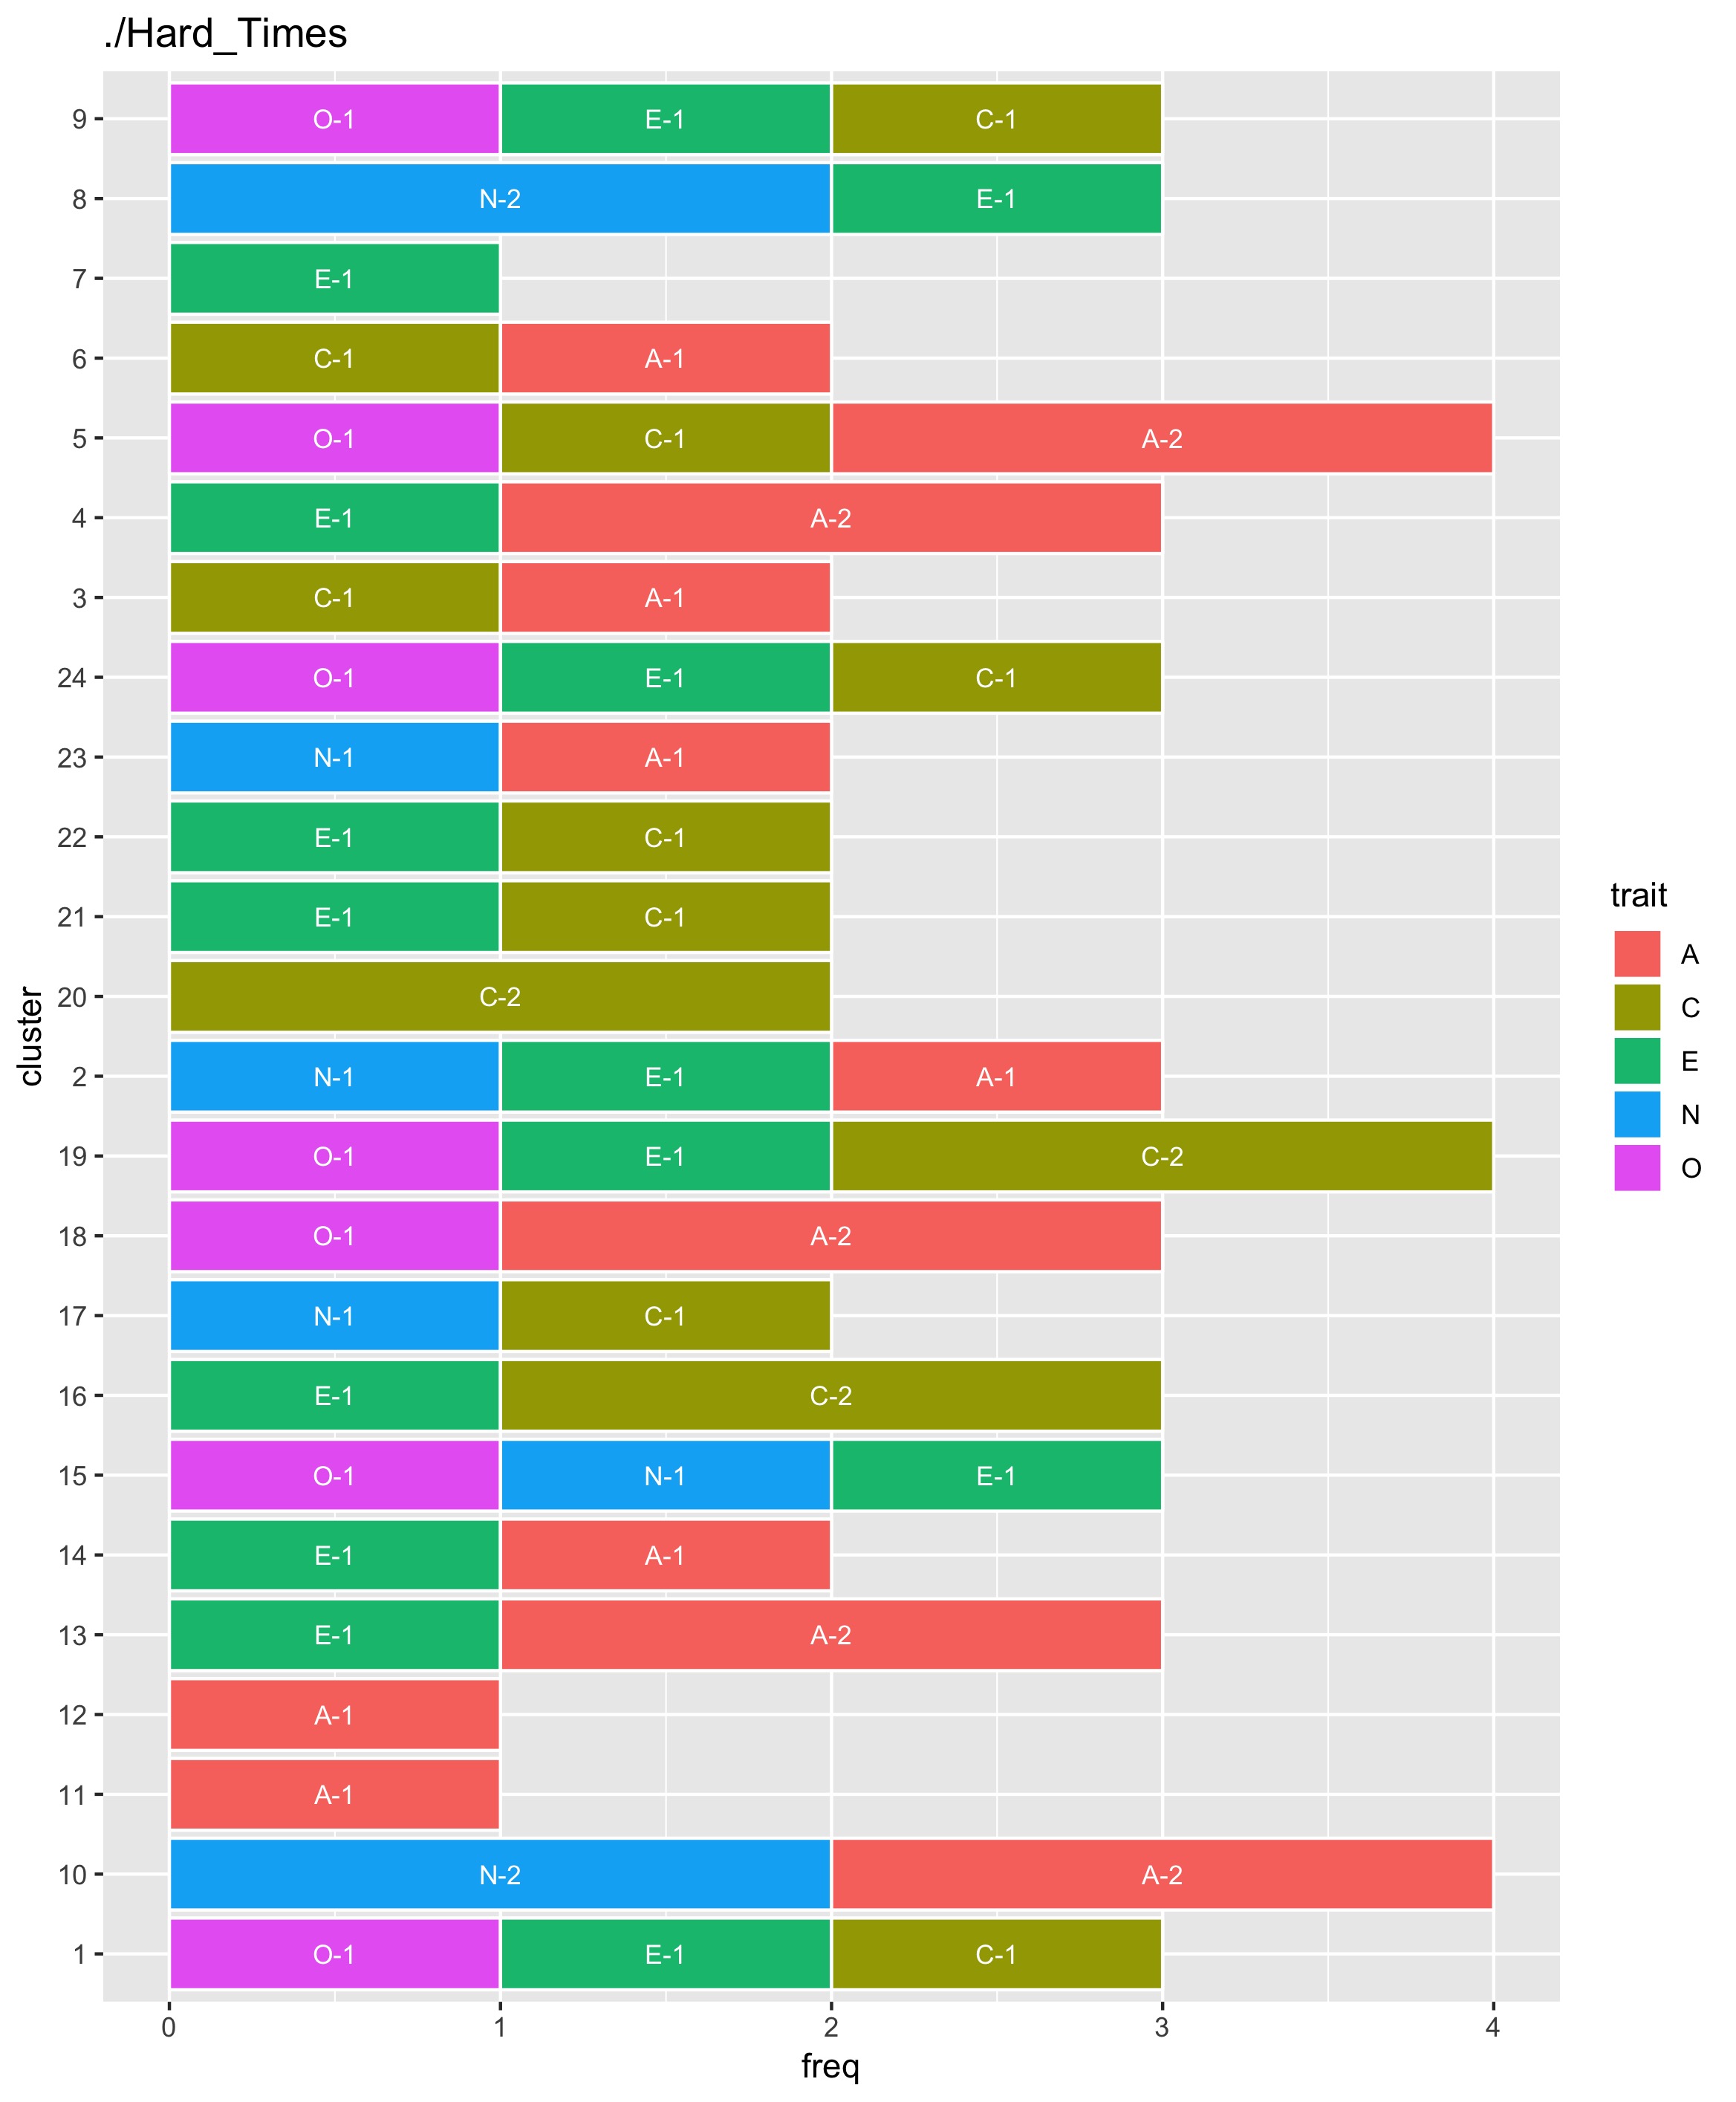 ./Hard_Times
9 O-1 E-1 C-1
8 N-2 E-1
7 E-1
6 C-1 A-1
5 O-1 C-1 A-2
4 E-1 A-2
3 C-1 A-1
24 O-1 E-1 C-1
23 N-1 A-1
22 E-1 C-1
21 E-1 C-1
20 C-2
2 N-1 E-1 A-1
19 O-1 E-1 C-2
18 O-1 A-2
17 N-1 C-1
16 E-1 C-2
15 O-1 N-1 E-1
14 E-1 A-1
13 E-1 A-2
12 A-1
11 A-1
10 N-2 A-2
1 O-1 E-1 C-1
0 1 2 3 4
freq
cluster
trait
A
C
E
N
O